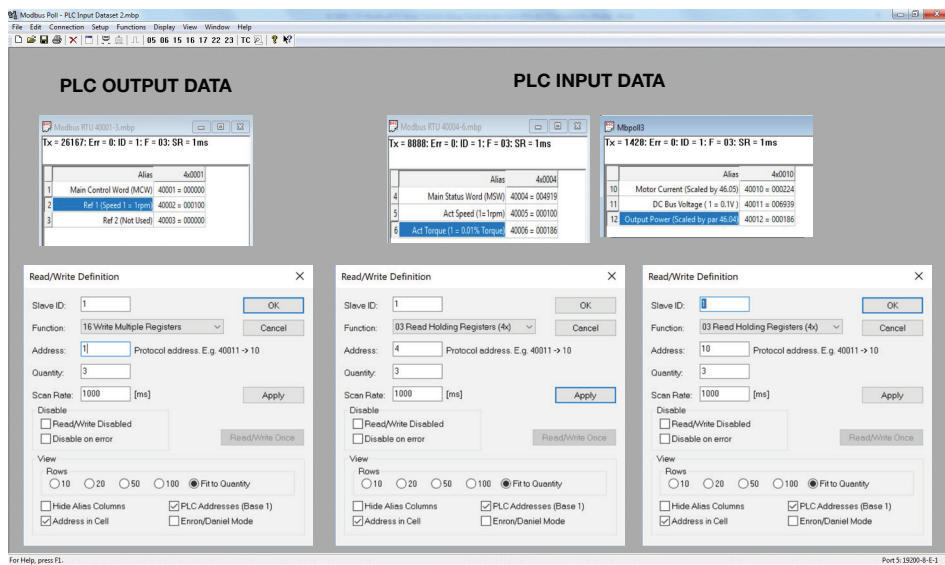 Modbus Poll - PLC Input Dataset 2.mbp
File Edit Connection Setup Functions Display View Window Help
05 06 15 16 17 22 23 TC
PLC OUTPUT DATA
PLC INPUT DATA
Modbus RTU 40001-3.mbp
Tx = 26167: Err = 0: ID = 1: F = 03: SR = 1ms
Alias 4x0001
1 Main Control Word (MCW) 40001 = 000000
2 Ref 1 (Speed 1 = 1rpm) 40002 = 000100
3 Ref 2 (Not Used) 40003 = 000000
Modbus RTU 40004-6.mbp
Tx = 8888: Err = 0: ID = 1: F = 03: SR = 1ms
Alias 4x0004
4 Main Status Word (MSW) 40004 = 004919
5 Act Speed (1=1rpm) 40005 = 000100
6 Act Torque (1 = 0.01% Torque) 40006 = 000186
Mbpoll3
Tx = 1428: Err = 0: ID = 1: F = 03: SR = 1ms
Alias 4x0010
10 Motor Current (Scaled by 46.05) 40010 = 000224
11 DC Bus Voltage ( 1 = 0.1V ) 40011 = 006939
12 Output Power (Scaled by par 46.04) 40012 = 000186
Read/Write Definition
Slave ID: 1 OK
Function: 16 Write Multiple Registers Cancel
Address: 1 Protocol address. E.g. 40011 -> 10
Quantity: 3
Scan Rate: 1000 [ms] Apply
Disable
Read/Write Disabled
Disable on error Read/Write Once
View
Rows
10 20 50 100 Fit to Quantity
Hide Alias Columns PLC Addresses (Base 1)
Address in Cell Enron/Daniel Mode
Read/Write Definition
Slave ID: 1 OK
Function: 03 Read Holding Registers (4x) Cancel
Address: 4 Protocol address. E.g. 40011 -> 10
Quantity: 3
Scan Rate: 1000 [ms] Apply
Disable
Read/Write Disabled
Disable on error Read/Write Once
View
Rows
10 20 50 100 Fit to Quantity
Hide Alias Columns PLC Addresses (Base 1)
Address in Cell Enron/Daniel Mode
Read/Write Definition
Slave ID: 1 OK
Function: 03 Read Holding Registers (4x) Cancel
Address: 10 Protocol address. E.g. 40011 -> 10
Quantity: 3
Scan Rate: 1000 [ms] Apply
Disable
Read/Write Disabled
Disable on error Read/Write Once
View
Rows
10 20 50 100 Fit to Quantity
Hide Alias Columns PLC Addresses (Base 1)
Address in Cell Enron/Daniel Mode
For Help, press F1.
Port 5: 19200-8-E-1